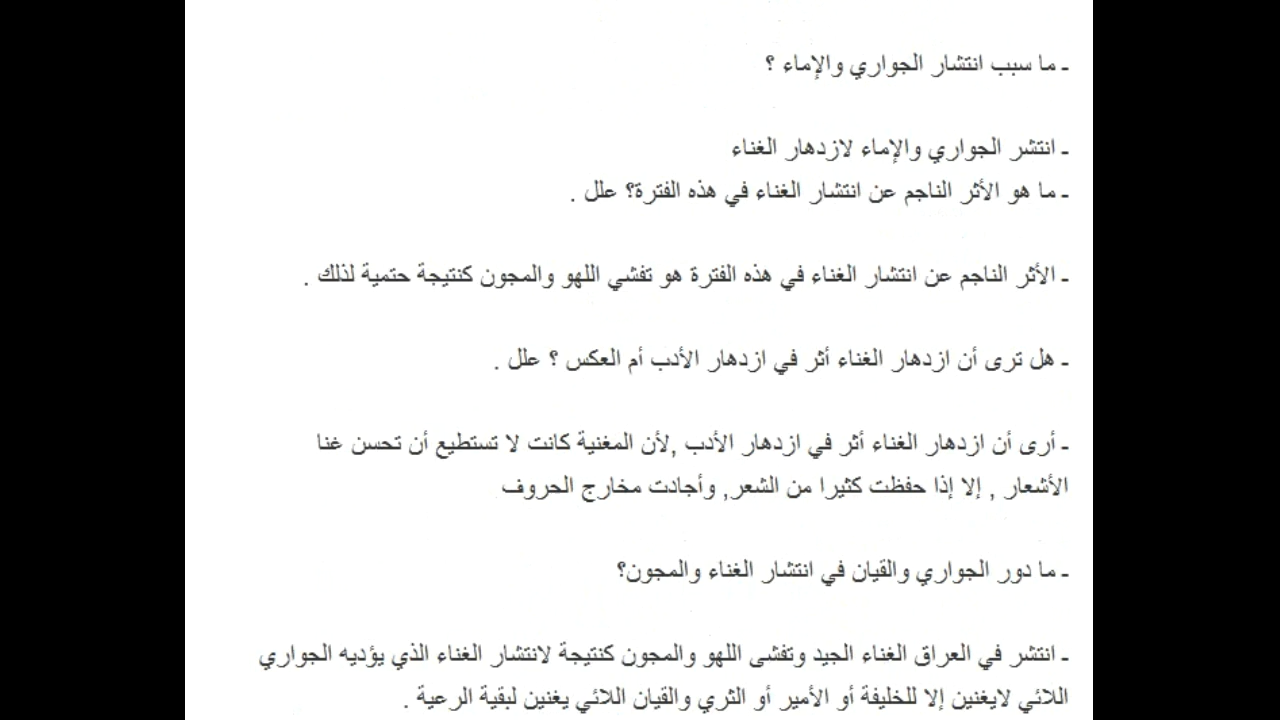 ـ ما سبب انتشار الجواري والإماء ؟
ـ انتشر الجواري والإماء لازدهار الغناء
ـ ما هو الأثر الناجم عن انتشار الغناء في هذه الفترة؟ علل .
ـ الأثر الناجم عن انتشار الغناء في هذه الفترة هو تفشي اللهو والمجون كنتيجة حتمية لذلك .
ـ هل ترى أن ازدهار الغناء أثر في ازدهار الأدب أم العكس ؟ علل .
ـ أرى أن ازدهار الغناء أثر في ازدهار الأدب ,لأن المغنية كانت لا تستطيع أن تحسن غنا
الأشعار , إلا إذا حفظت كثيرا من الشعر, وأجادت مخارج الحروف
ـ ما دور الجواري والقيان في انتشار الغناء والمجون؟
ـ انتشر في العراق الغناء الجيد وتفشى اللهو والمجون كنتيجة لانتشار الغناء الذي يؤديه الجواري
اللائي لايغنين إلا للخليفة أو الأمير أو الثري والقيان اللائي يغنين لبقية الرعية .